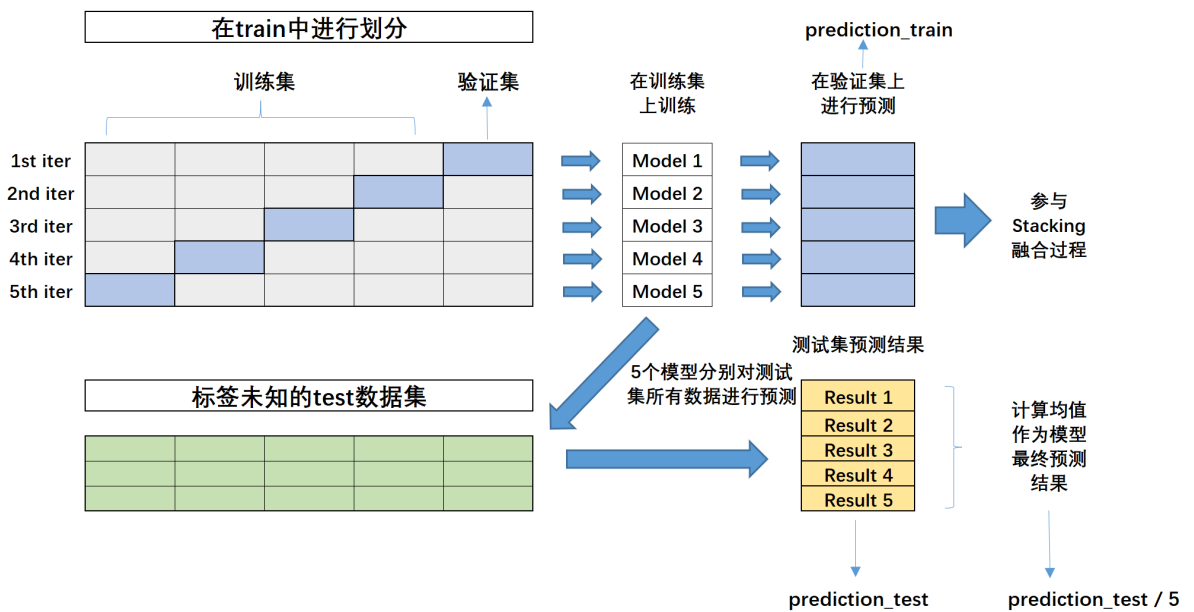 在train中进行划分
prediction_train
训练集
验证集
在训练集
上训练
在验证集上
进行预测
1st iter
Model 1
2nd iter
Model 2
3rd iter
Model 3
4th iter
Model 4
5th iter
Model 5
参与
Stacking
融合过程
测试集预测结果
5个模型分别对测试
集所有数据进行预测
标签未知的test数据集
Result 1
Result 2
Result 3
Result 4
Result 5
计算均值
作为模型
最终预测
结果
prediction_test
prediction_test / 5